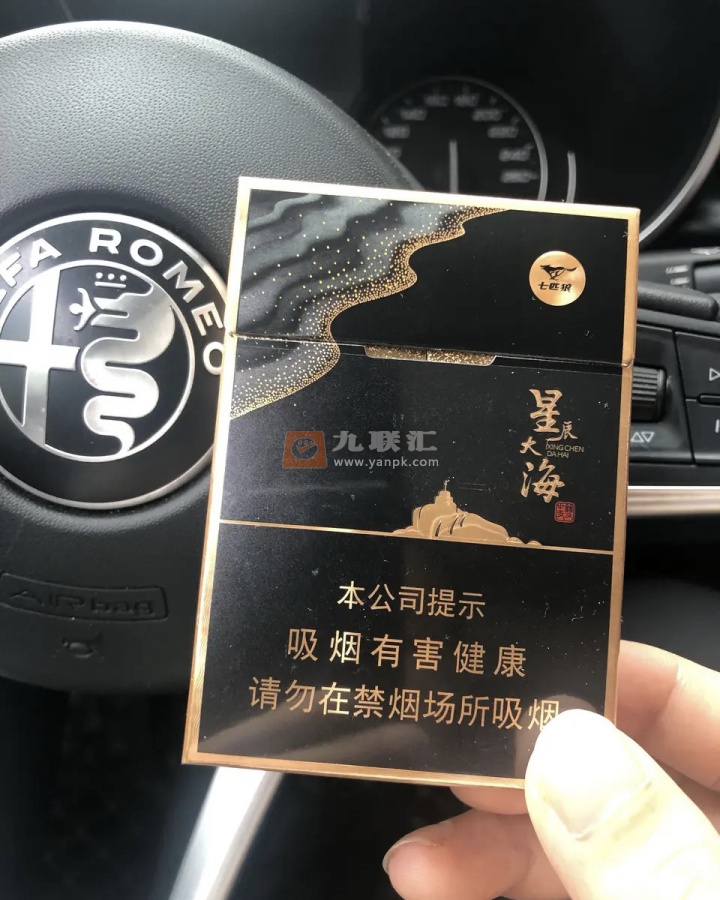 ALFA ROMEO
七匹狼
星辰
大海
XING CHEN
DA HAI
九联汇
www.yanpk.com
本公司提示
吸烟有害健康
请勿在禁烟场所吸烟
AIRbag